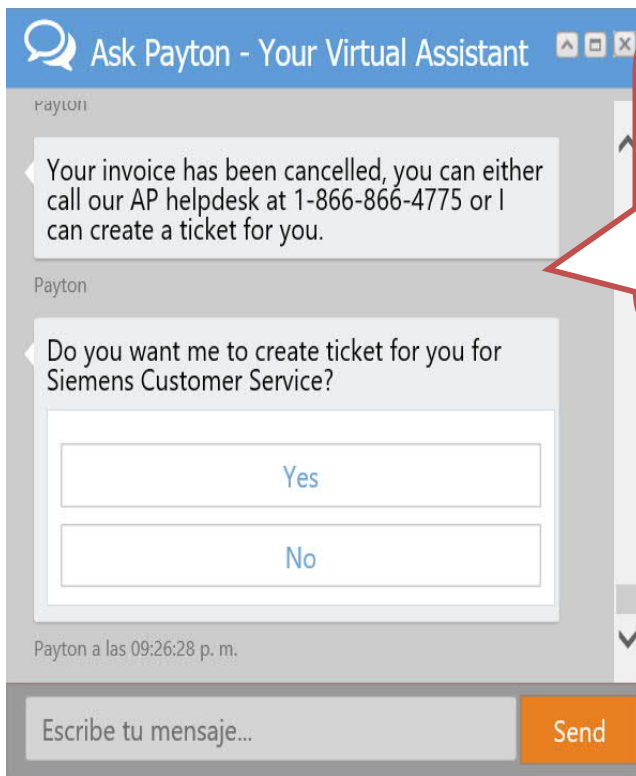 Ask Payton - Your Virtual Assistant
Payton
Your invoice has been cancelled, you can either
call our AP helpdesk at 1-866-866-4775 or I
can create a ticket for you.
Payton
Do you want me to create ticket for you for
Siemens Customer Service?
Yes
No
Payton a las 09:26:28 p. m.
Escribe tu mensaje...
Send